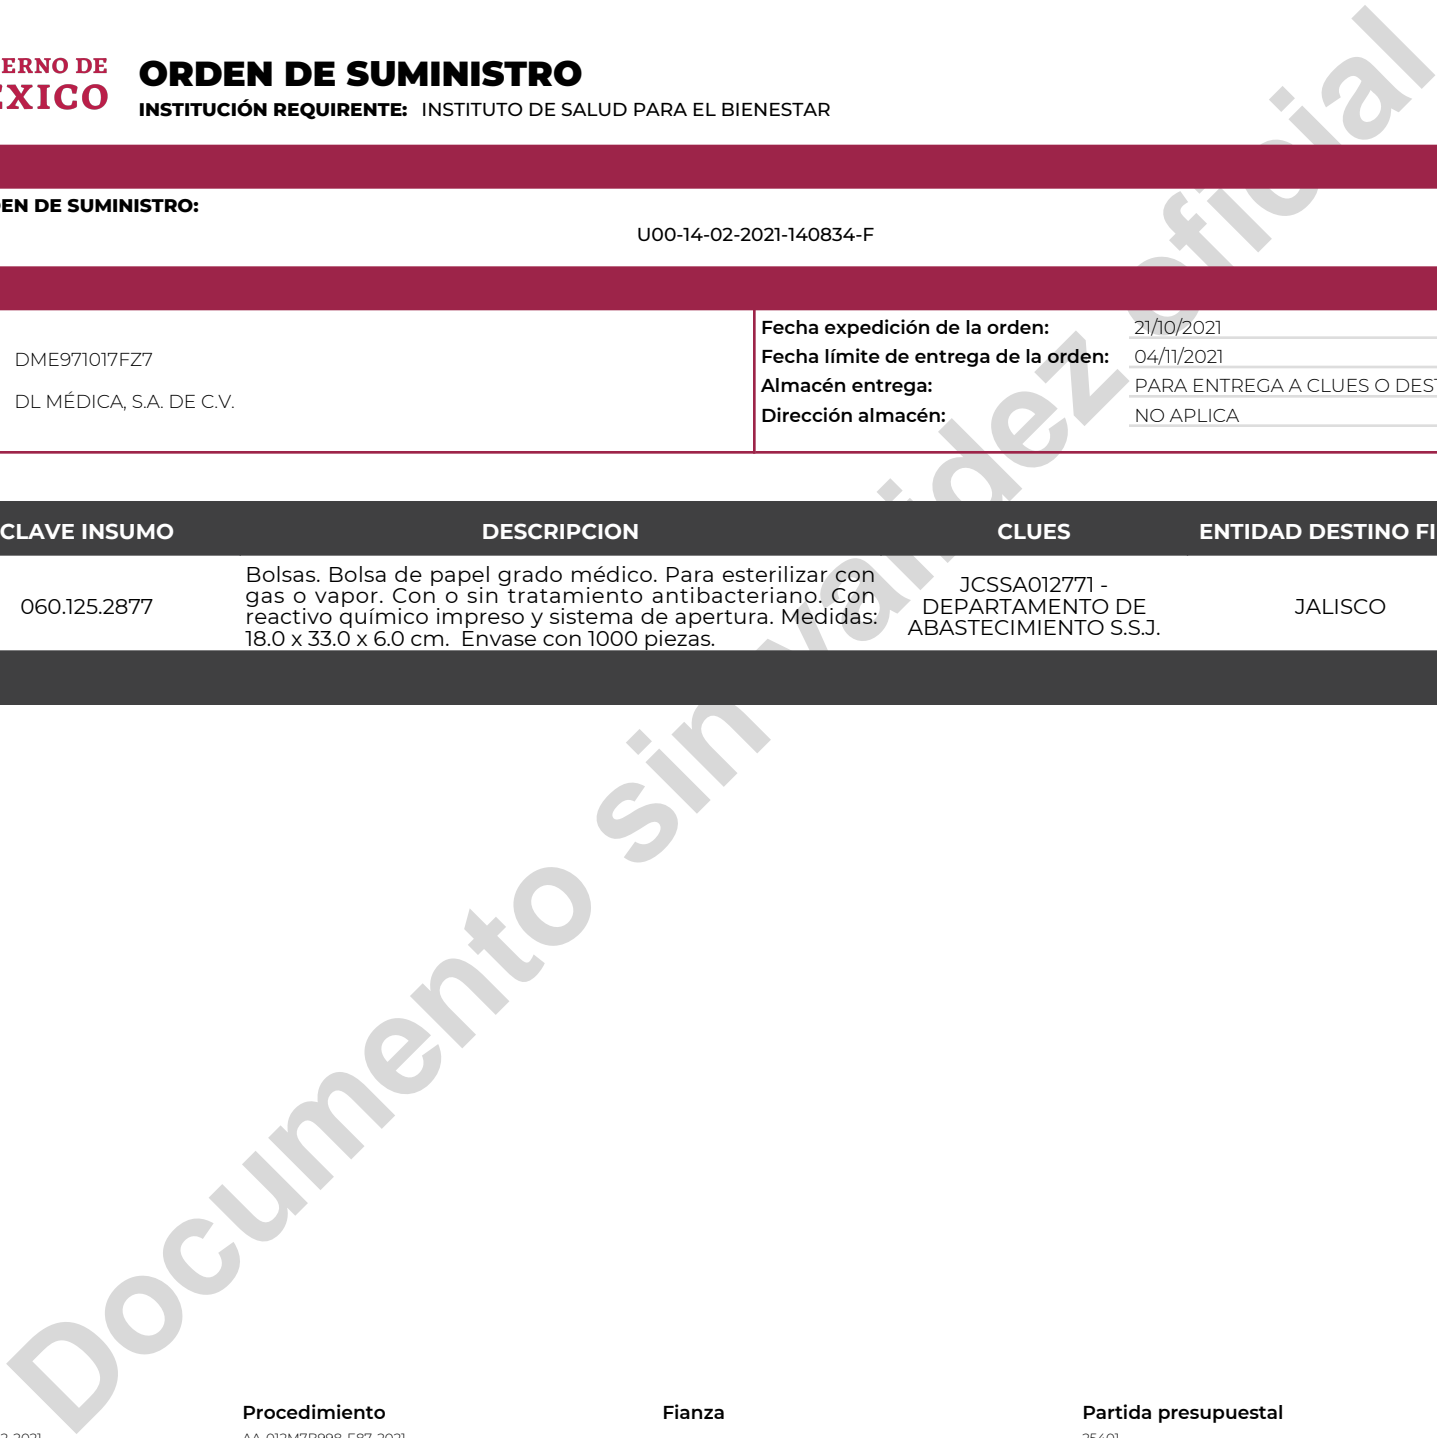 ERNO DE
EXICO
ORDEN DE SUMINISTRO
INSTITUCIÓN REQUIRENTE: INSTITUTO DE SALUD PARA EL BIENESTAR
EN DE SUMINISTRO:
U00-14-02-2021-140834-F
DME971017FZ7
DL MÉDICA, S.A. DE C.V.
Fecha expedición de la orden: 21/10/2021
Fecha límite de entrega de la orden: 04/11/2021
Almacén entrega: PARA ENTREGA A CLUES O DEST
Dirección almacén: NO APLICA
CLAVE INSUMO DESCRIPCION CLUES ENTIDAD DESTINO FI
060.125.2877
Bolsas. Bolsa de papel grado médico. Para esterilizar con
gas o vapor. Con o sin tratamiento antibacteriano. Con
reactivo químico impreso y sistema de apertura. Medidas:
18.0 x 33.0 x 6.0 cm. Envase con 1000 piezas.
JCSSA012771 -
DEPARTAMENTO DE
ABASTECIMIENTO S.S.J.
JALISCO
Documento sin validez oficial
Procedimiento Fianza Partida presupuestal